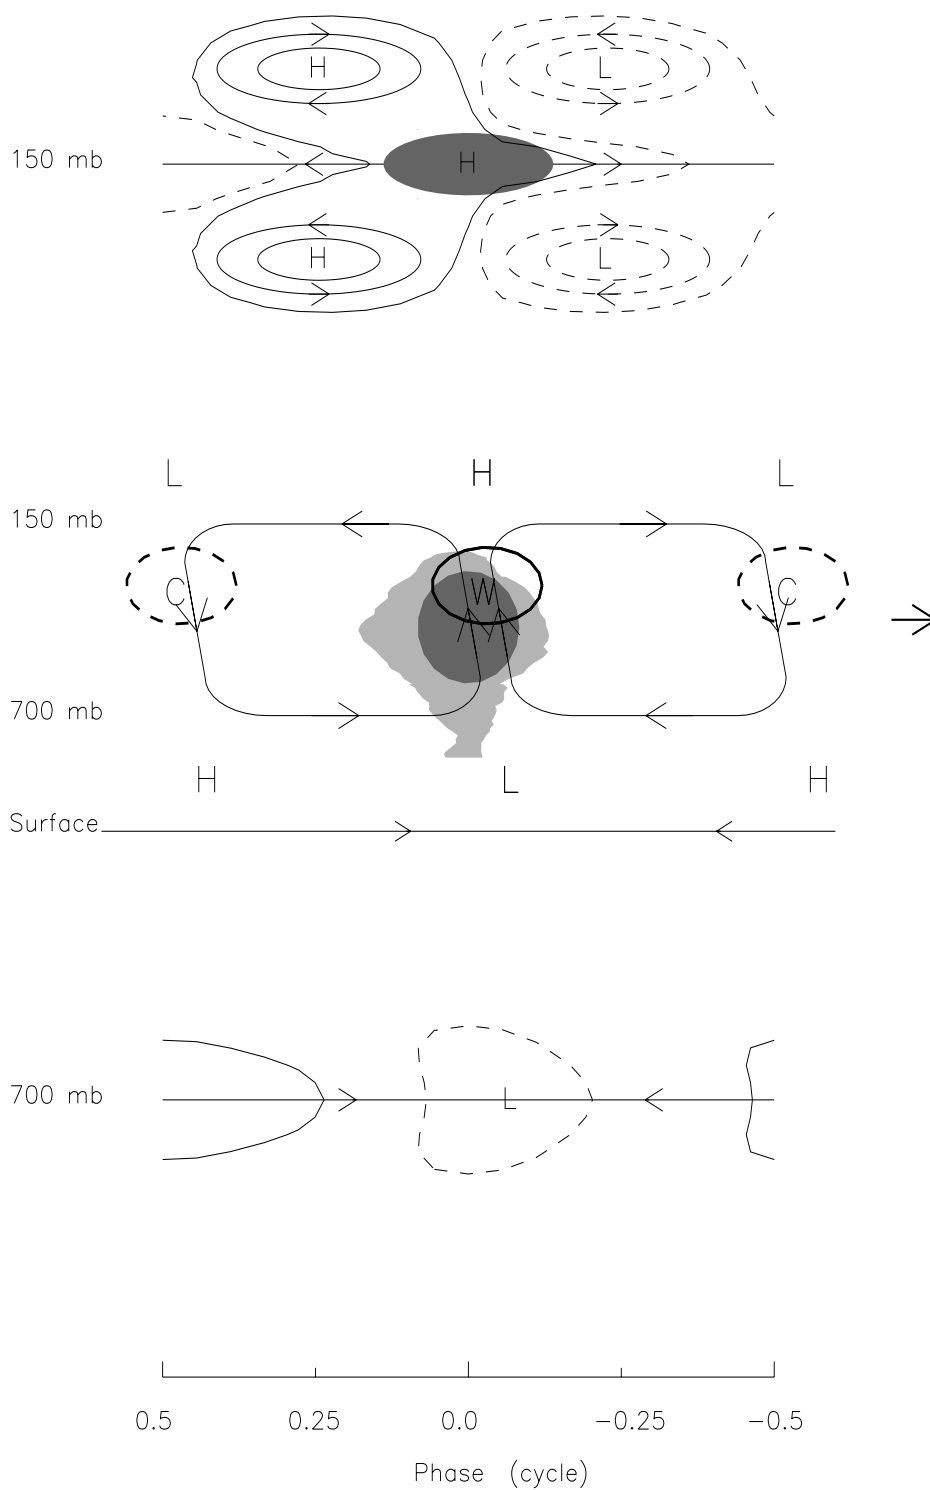 H L
150 mb H
H L
L H L
150 mb
C W C
700 mb
H L H
Surface
700 mb L
0.5 0.25 0.0 −0.25 −0.5
Phase (cycle)